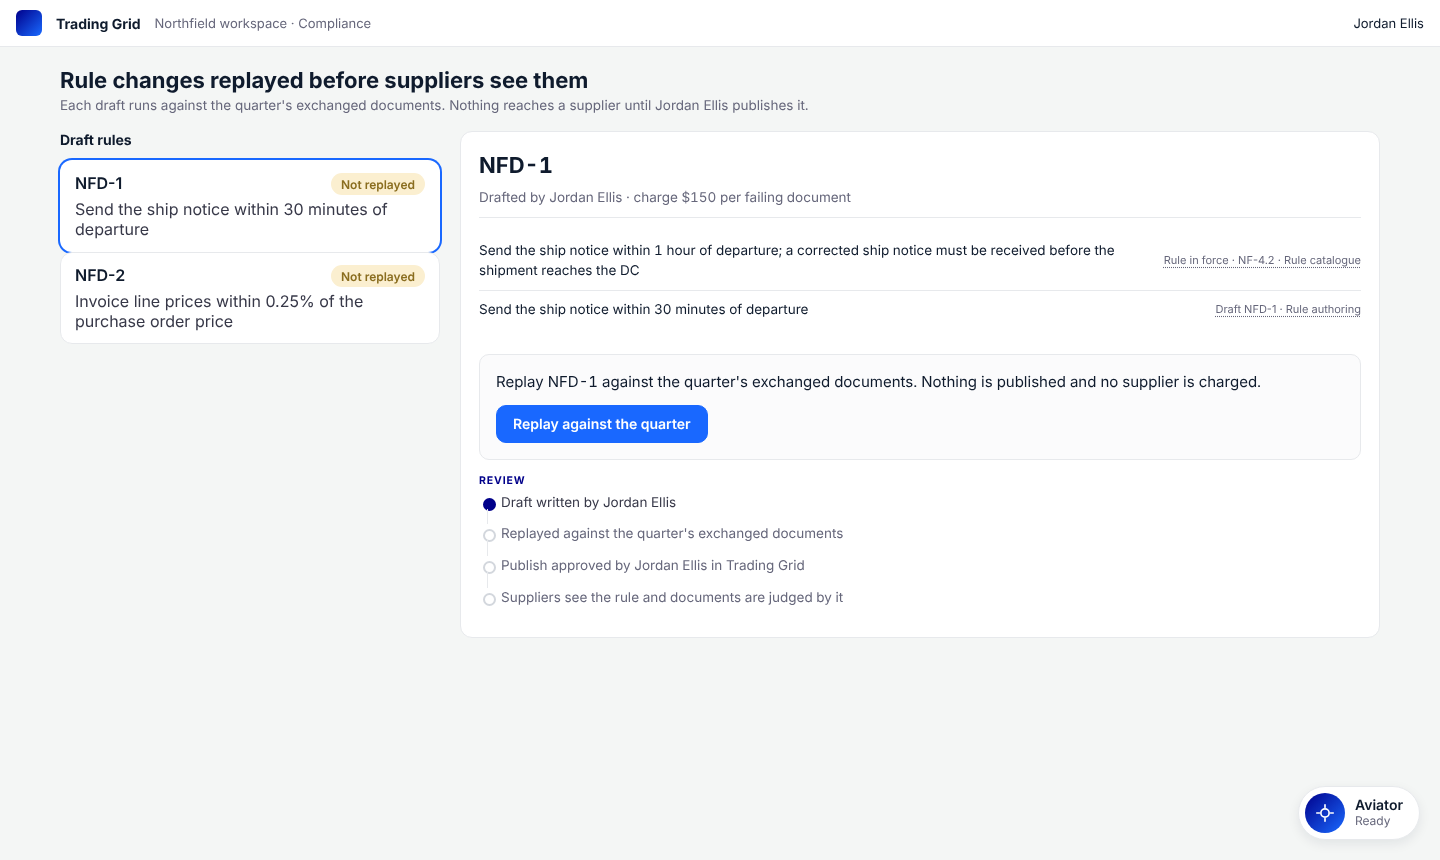 Trading Grid
Northfield workspace · Compliance
Jordan Ellis
Rule changes replayed before suppliers see them
Each draft runs against the quarter's exchanged documents. Nothing reaches a supplier until Jordan Ellis publishes it.
Draft rules
NFD-1
Not replayed
Send the ship notice within 30 minutes of
departure
NFD-2
Not replayed
Invoice line prices within 0.25% of the
purchase order price
NFD-1
Drafted by Jordan Ellis · charge $150 per failing document
Send the ship notice within 1 hour of departure; a corrected ship notice must be received before the
shipment reaches the DC
Rule in force · NF-4.2 · Rule catalogue
Send the ship notice within 30 minutes of departure
Draft NFD-1 · Rule authoring
Replay NFD-1 against the quarter's exchanged documents. Nothing is published and no supplier is charged.
Replay against the quarter
REVIEW
Draft written by Jordan Ellis
Replayed against the quarter's exchanged documents
Publish approved by Jordan Ellis in Trading Grid
Suppliers see the rule and documents are judged by it
Aviator
Ready